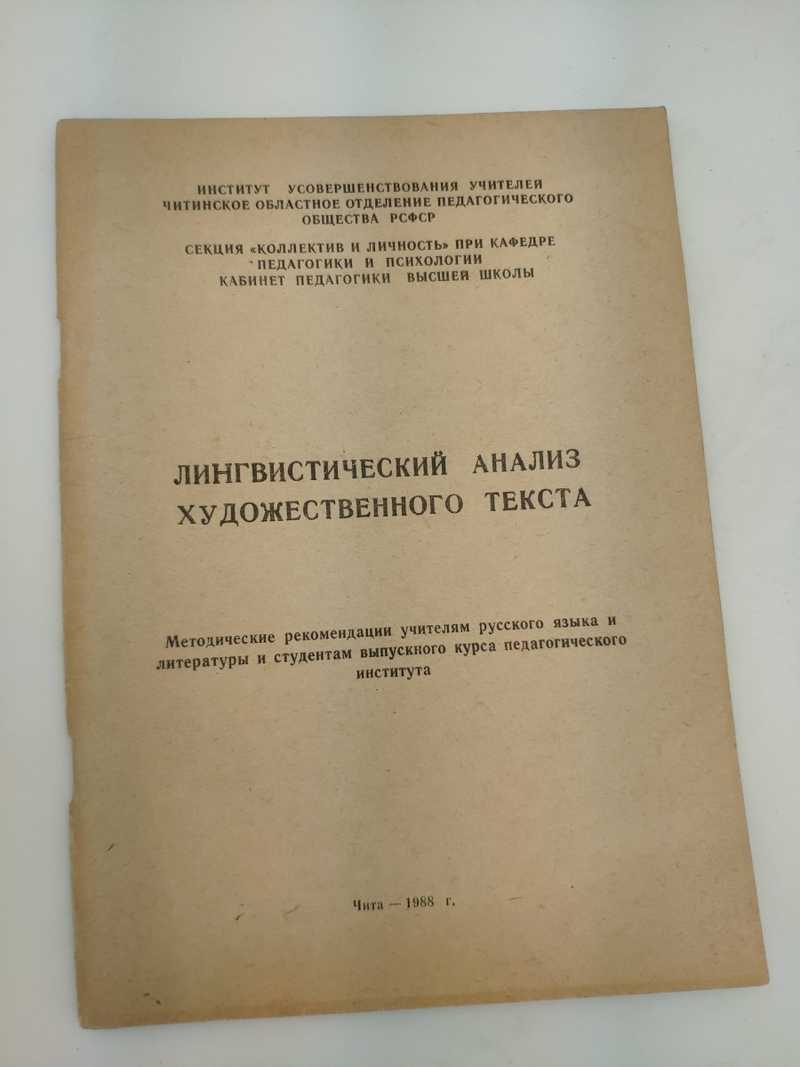 ИНСТИТУТ УСОВЕРШЕНСТВОВАНИЯ УЧИТЕЛЕЙ
ЧИТИНСКОЕ ОБЛАСТНОЕ ОТДЕЛЕНИЕ ПЕДАГОГИЧЕСКОГО
ОБЩЕСТВА РСФСР
СЕКЦИЯ «КОЛЛЕКТИВ И ЛИЧНОСТЬ» ПРИ КАФЕДРЕ
ПЕДАГОГИКИ И ПСИХОЛОГИИ
КАБИНЕТ ПЕДАГОГИКИ ВЫСШЕЙ ШКОЛЫ
ЛИНГВИСТИЧЕСКИЙ АНАЛИЗ
ХУДОЖЕСТВЕННОГО ТЕКСТА
Методические рекомендации учителям русского языка и
литературы и студентам выпускного курса педагогического
института
Чита — 1988 г.